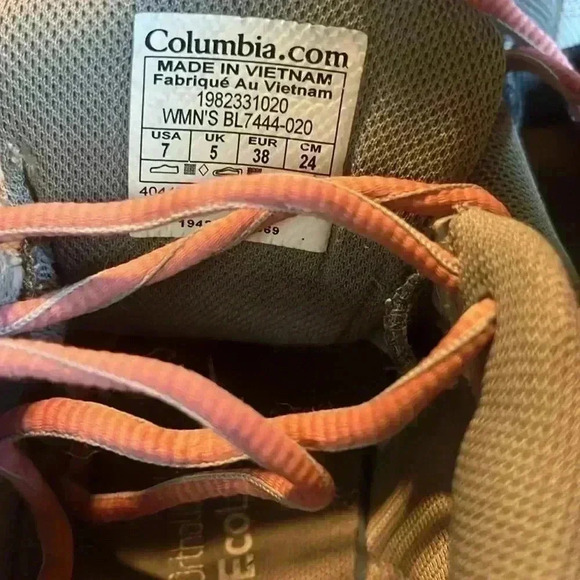 Columbia.com
MADE IN VIETNAM
Fabriqué Au Vietnam
1982331020
WMN'S BL7444-020
USA UK EUR CM
7 5 38 24